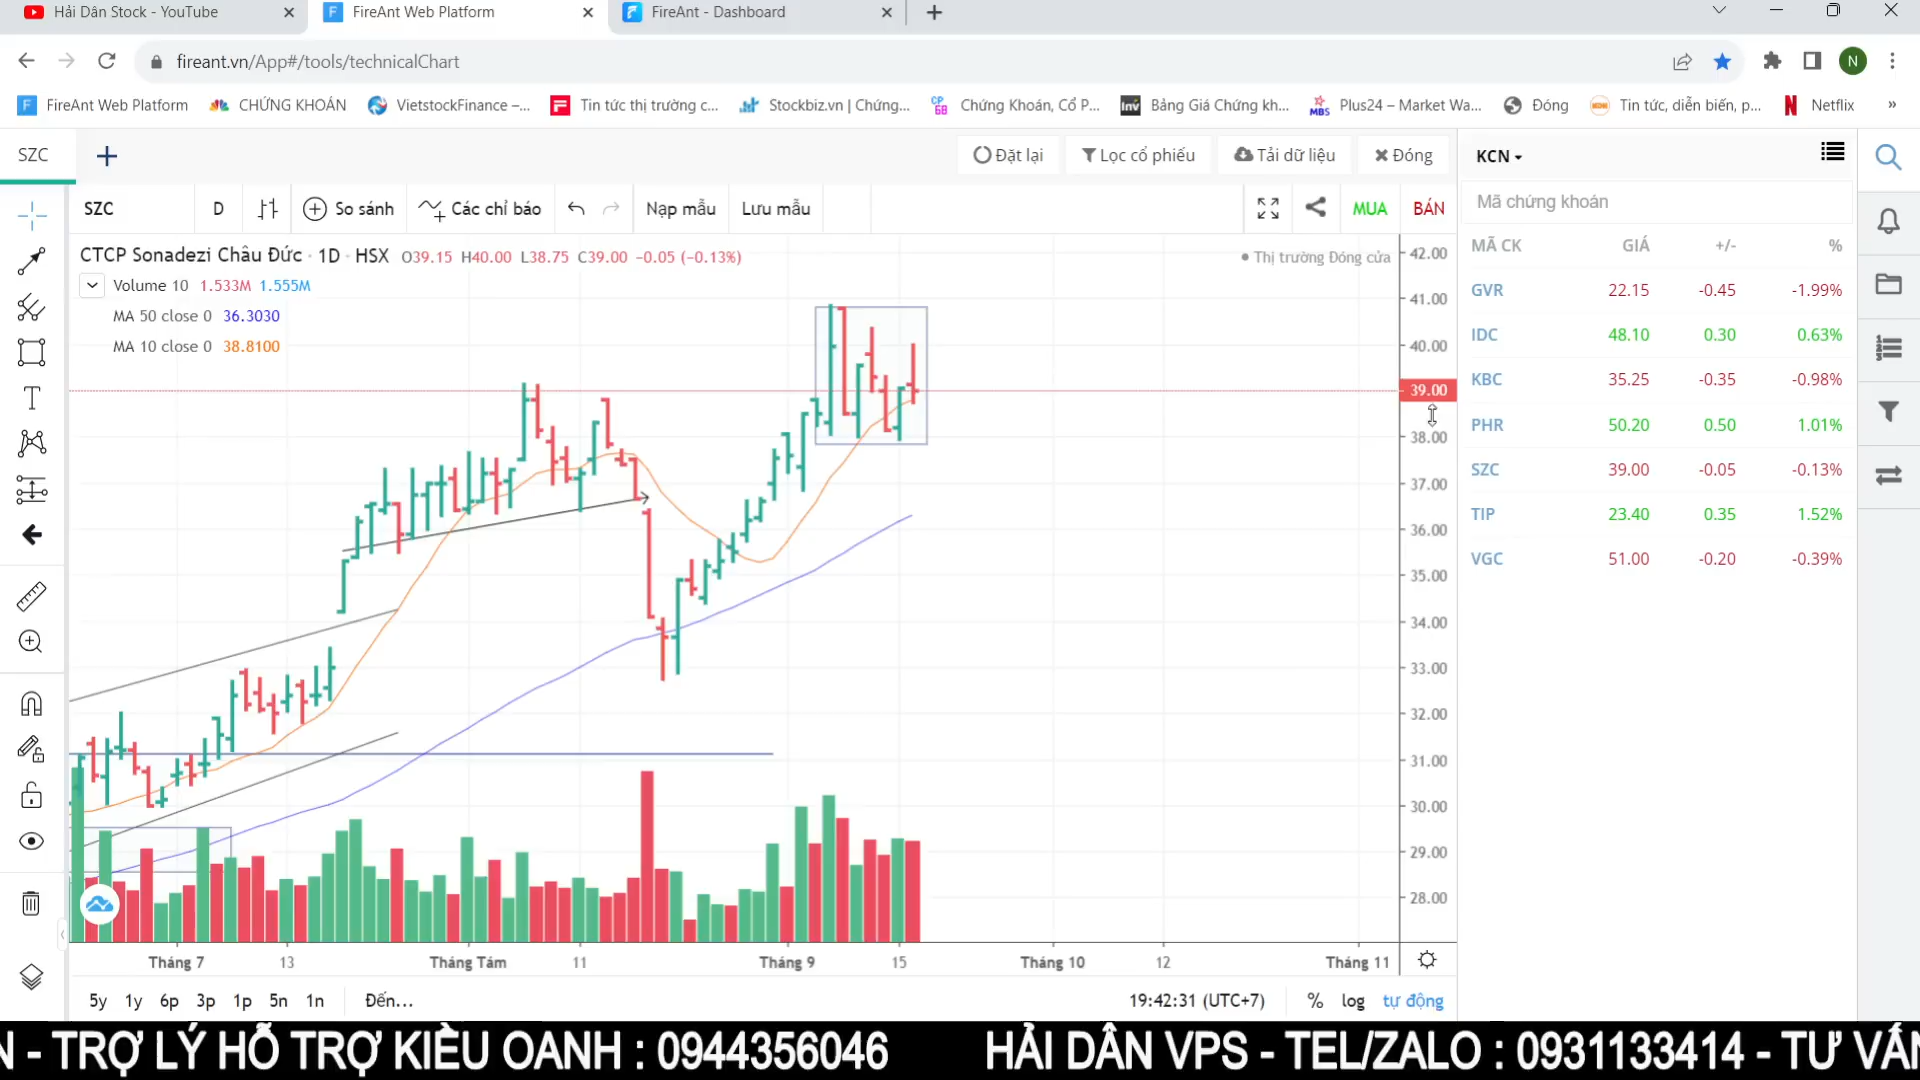 Hải Dân Stock - YouTube
FireAnt Web Platform
FireAnt - Dashboard
fireant.vn/App#/tools/technicalChart
N
FireAnt Web Platform
CHỨNG KHOÁN
VietstockFinance –...
Tin tức thị trường c...
Stockbiz.vn | Chứng...
Chứng Khoán, Cổ P...
Bảng Giá Chứng kh...
Plus24 – Market Wa...
Đóng
Tin tức, diễn biến, p...
Netflix
»
SZC
Đặt lại
Lọc cổ phiếu
Tải dữ liệu
Đóng
KCN
SZC
D
So sánh
Các chỉ báo
Nạp mẫu
Lưu mẫu
MUA
BÁN
Mã chứng khoán
CTCP Sonadezi Châu Đức · 1D · HSX O39.15 H40.00 L38.75 C39.00 −0.05 (−0.13%)
Thị trường Đóng cửa
Volume 10 1.533M 1.555M
MA 50 close 0 36.3030
MA 10 close 0 38.8100
42.00
41.00
40.00
39.00
38.00
37.00
36.00
35.00
34.00
33.00
32.00
31.00
30.00
29.00
28.00
MÃ CK GIÁ +/- %
GVR 22.15 -0.45 -1.99%
IDC 48.10 0.30 0.63%
KBC 35.25 -0.35 -0.98%
PHR 50.20 0.50 1.01%
SZC 39.00 -0.05 -0.13%
TIP 23.40 0.35 1.52%
VGC 51.00 -0.20 -0.39%
Tháng 7 13 Tháng Tám 11 Tháng 9 15 Tháng 10 12 Tháng 11
5y 1y 6p 3p 1p 5n 1n Đến...
19:42:31 (UTC+7) % log tự động
N - TRỢ LÝ HỖ TRỢ KIỀU OANH : 0944356046 HẢI DÂN VPS - TEL/ZALO : 0931133414 - TƯ VẤN